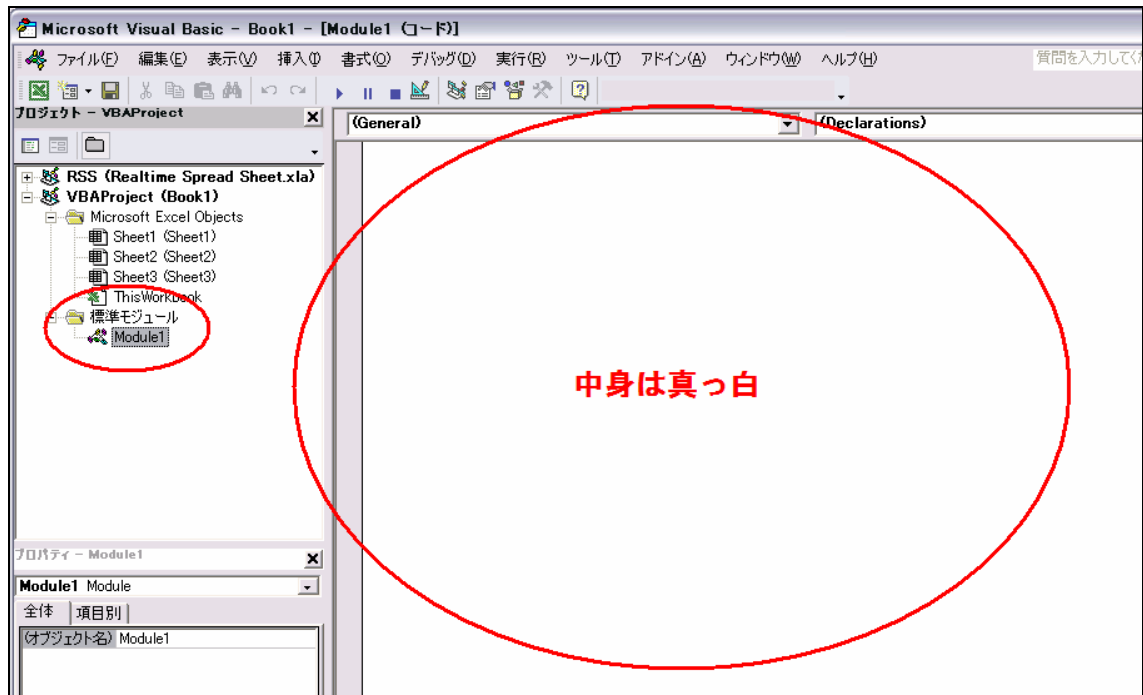 Microsoft Visual Basic - Book1 - [Module1 (コード)]
ファイル(F) 編集(E) 表示(V) 挿入(I) 書式(O) デバッグ(D) 実行(R) ツール(T) アドイン(A) ウィンドウ(W) ヘルプ(H) 質問を入力してく
プロジェクト - VBAProject
(General) (Declarations)
RSS (Realtime Spread Sheet.xla)
VBAProject (Book1)
Microsoft Excel Objects
Sheet1 (Sheet1)
Sheet2 (Sheet2)
Sheet3 (Sheet3)
ThisWorkbook
標準モジュール
Module1
中身は真っ白
プロパティ - Module1
Module1 Module
全体 項目別
(オブジェクト名) Module1